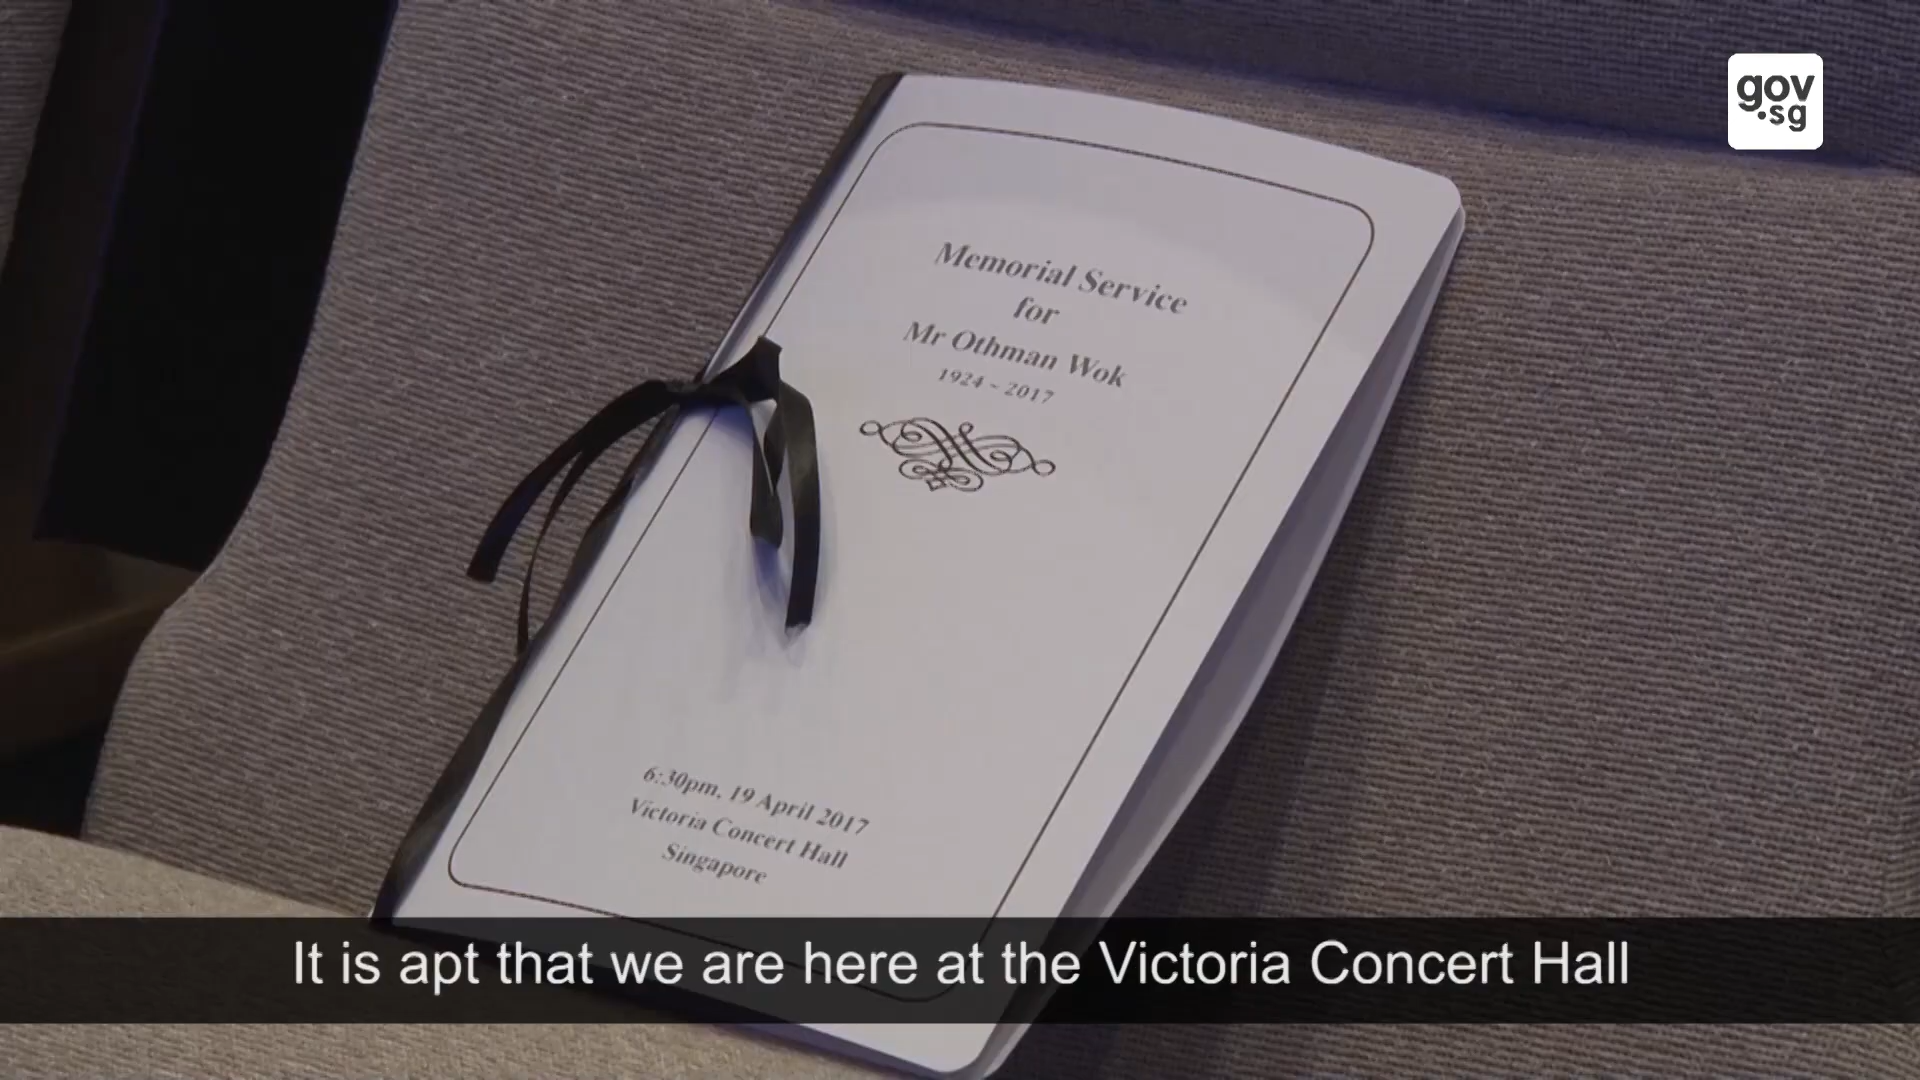 gov
.sg
Memorial Service
for
Mr Othman Wok
1924 - 2017
6:30pm, 19 April 2017
Victoria Concert Hall
Singapore
It is apt that we are here at the Victoria Concert Hall